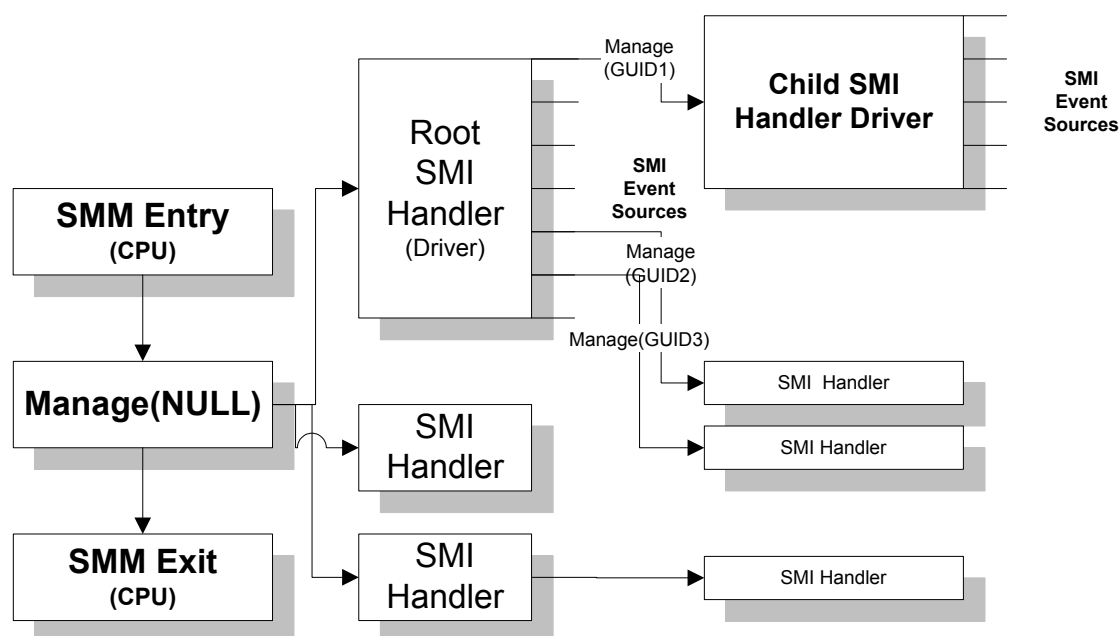 SMM Entry
(CPU)
Manage(NULL)
SMM Exit
(CPU)
Root
SMI
Handler
(Driver)
SMI
Handler
SMI
Handler
Manage
(GUID1)
Child SMI
Handler Driver
SMI
Event
Sources
SMI
Event
Sources
Manage
(GUID2)
Manage(GUID3)
SMI Handler
SMI Handler
SMI Handler